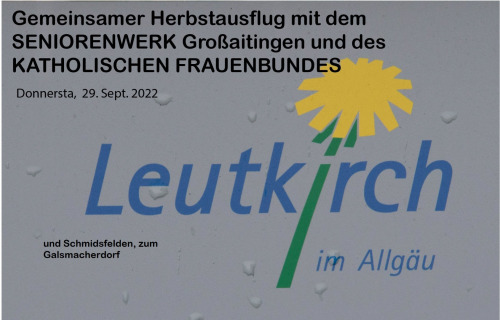 Gemeinsamer Herbstausflug mit dem
SENIORENWERK Großaitingen und des
KATHOLISCHEN FRAUENBUNDES
Donnersta, 29. Sept. 2022
Leutkirch
im Allgäu
und Schmidsfelden, zum
Galsmacherdorf